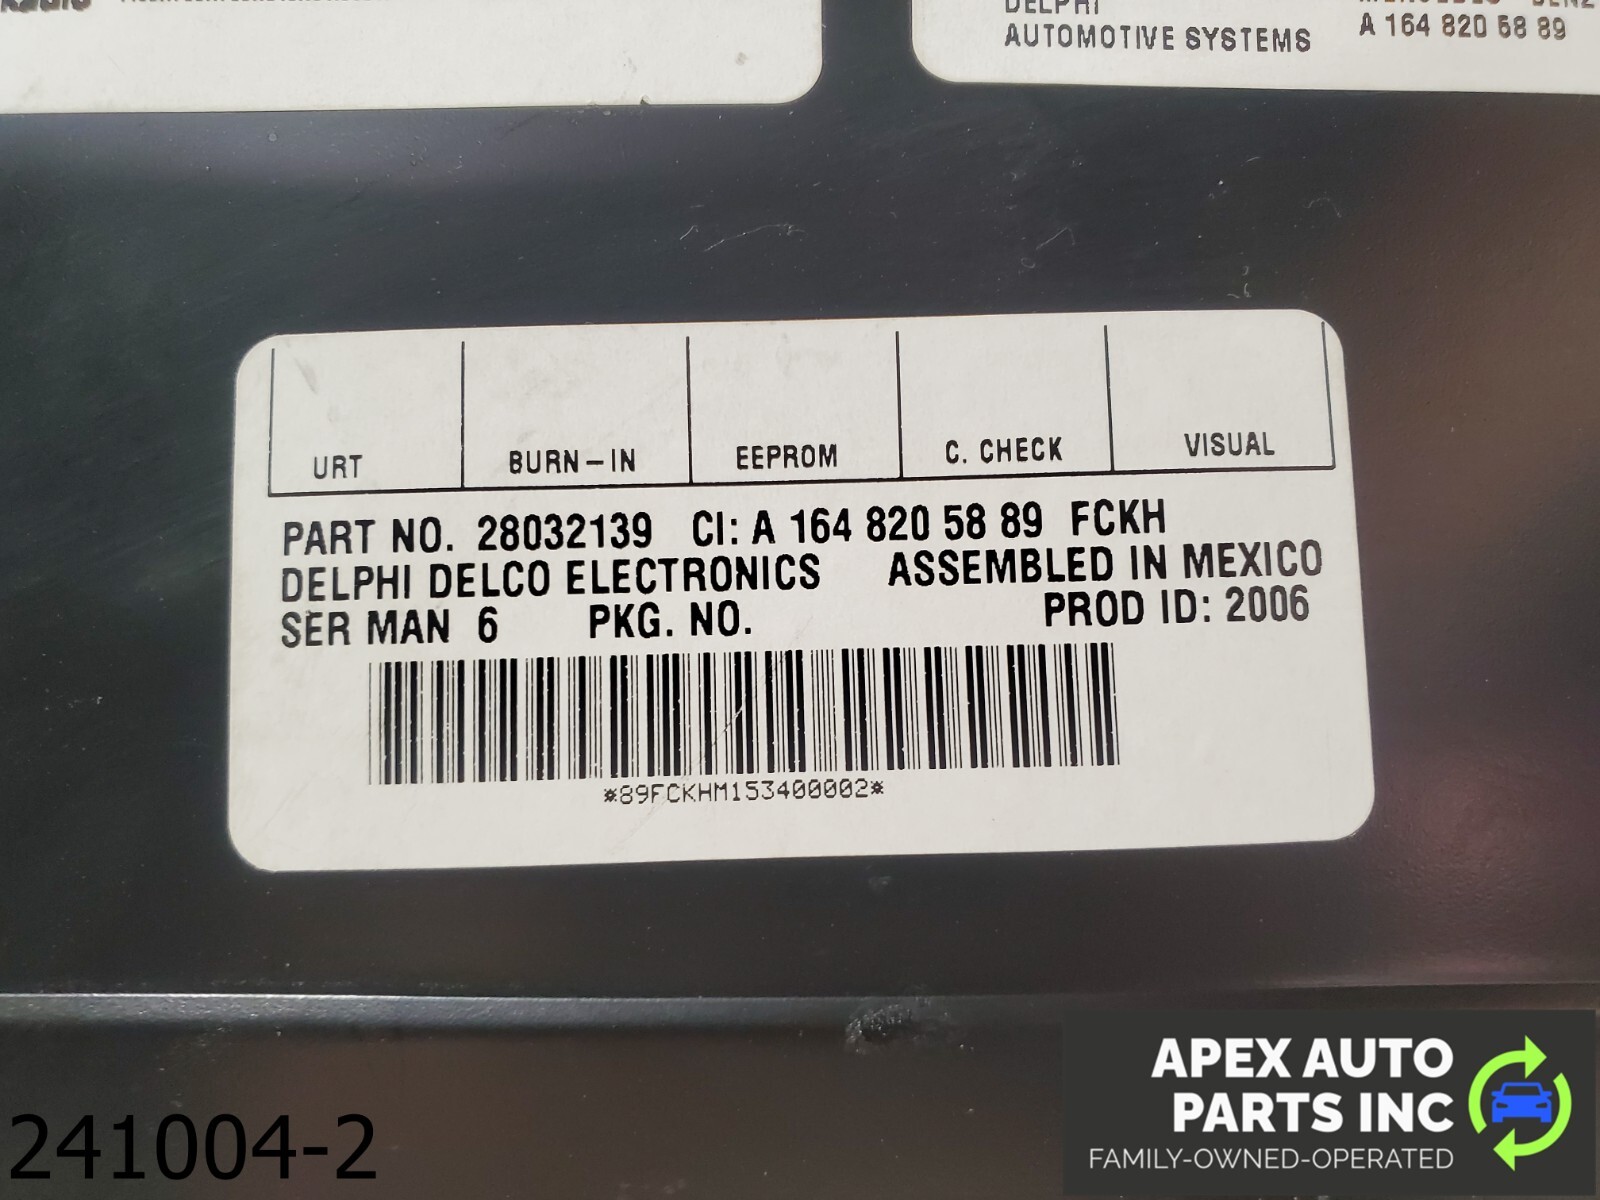 Radio
DELPHI
AUTOMOTIVE SYSTEMS
A 164 820 58 89
URT
BURN-IN
EEPROM
C. CHECK
VISUAL
PART NO. 28032139 CI: A 164 820 58 89 FCKH
DELPHI DELCO ELECTRONICS ASSEMBLED IN MEXICO
SER MAN 6 PKG. NO. PROD ID: 2006
*89FCKHM153400002*
APEX AUTO
PARTS INC
FAMILY-OWNED-OPERATED
241004-2